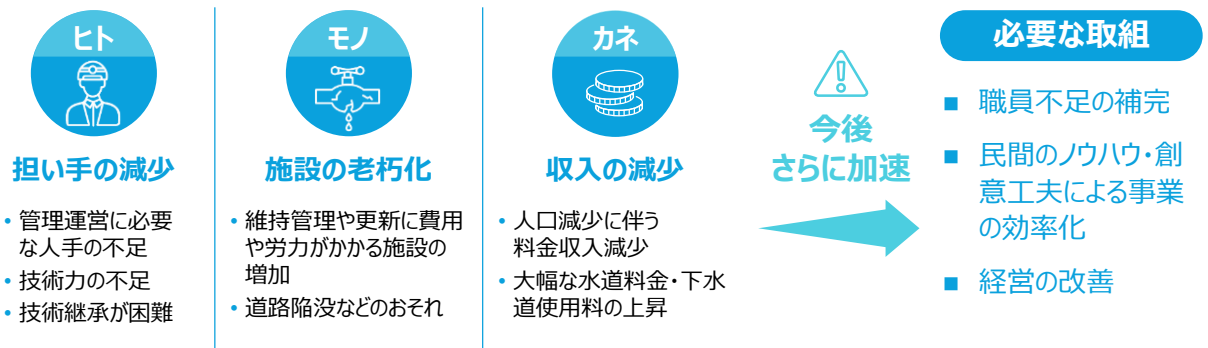 ヒト
担い手の減少
• 管理運営に必要
な人手の不足
• 技術力の不足
• 技術継承が困難
モノ
施設の老朽化
• 維持管理や更新に費用
や労力がかかる施設の
増加
• 道路陥没などのおそれ
カネ
収入の減少
• 人口減少に伴う
料金収入減少
• 大幅な水道料金・下水
道使用料の上昇
今後
さらに加速
必要な取組
■ 職員不足の補完
■ 民間のノウハウ・創
意工夫による事業
の効率化
■ 経営の改善